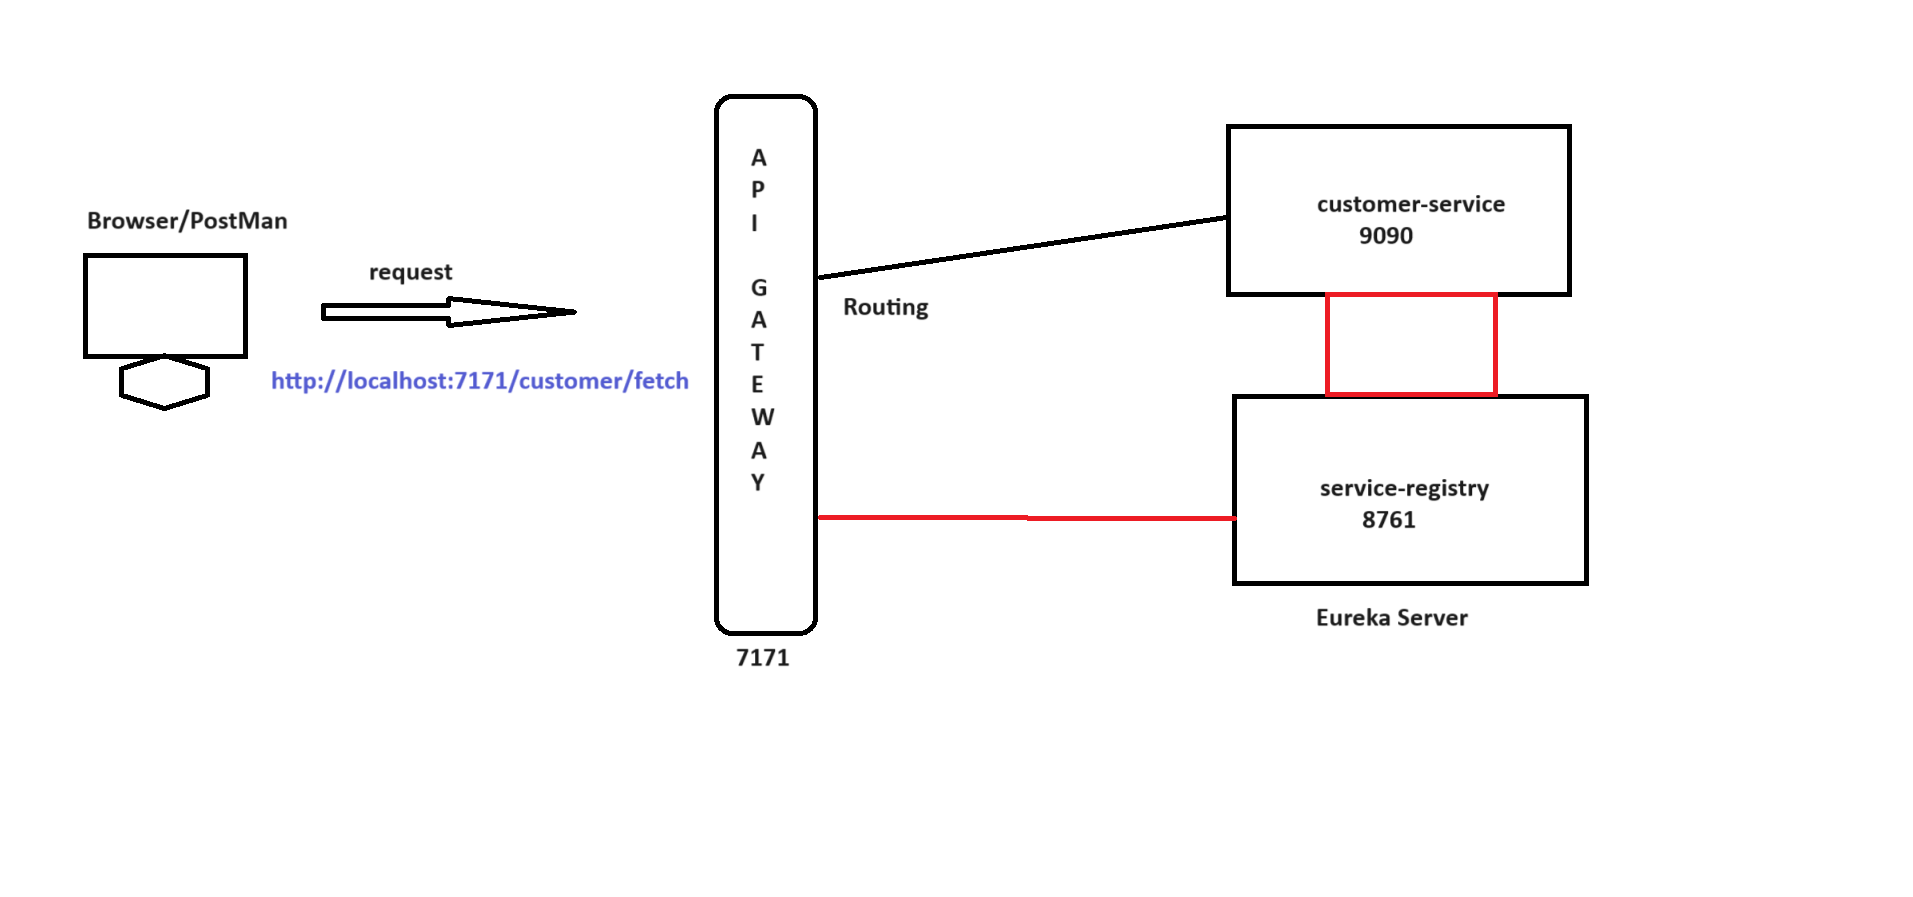 Browser/PostMan
request
http://localhost:7171/customer/fetch
A
P
I
G
A
T
E
W
A
Y
7171
Routing
customer-service
9090
service-registry
8761
Eureka Server